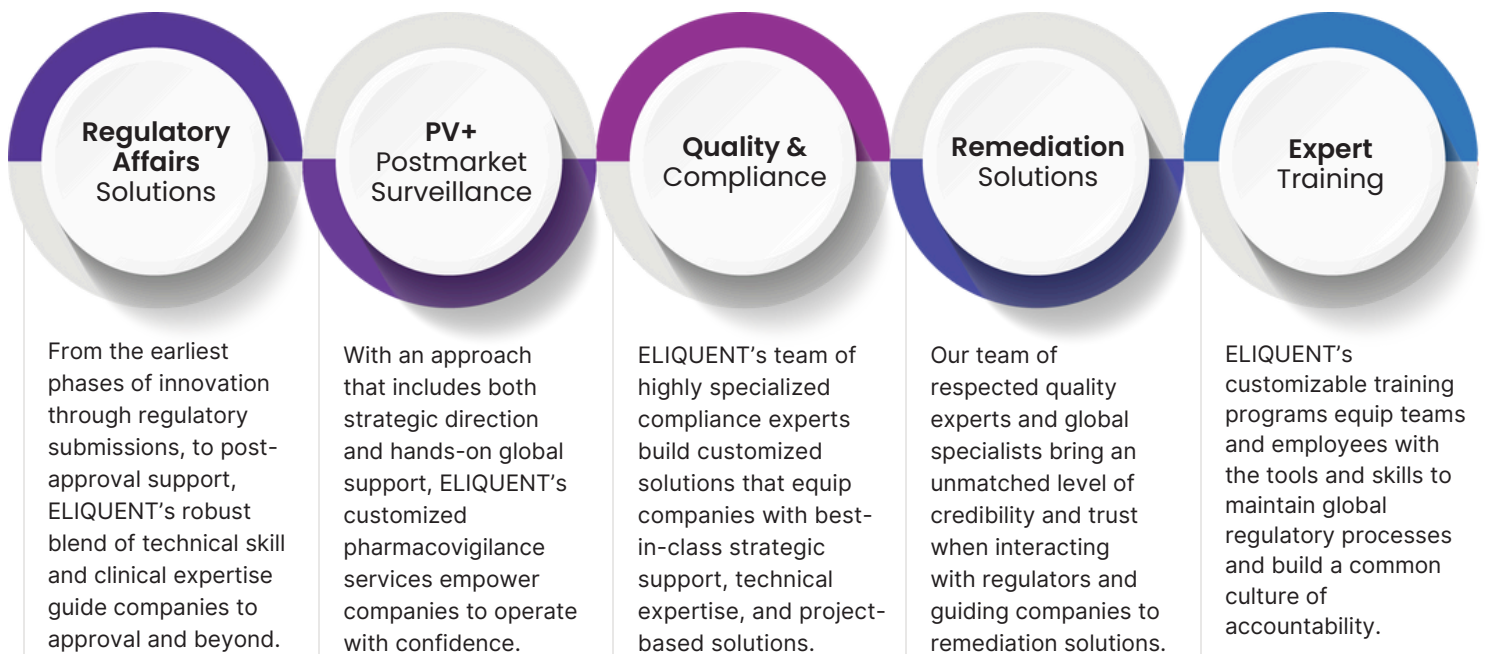 Regulatory
Affairs
Solutions
From the earliest
phases of innovation
through regulatory
submissions, to post-
approval support,
ELIQUENT’s robust
blend of technical skill
and clinical expertise
guide companies to
approval and beyond.
PV+
Postmarket
Surveillance
With an approach
that includes both
strategic direction
and hands-on global
support, ELIQUENT’s
customized
pharmacovigilance
services empower
companies to operate
with confidence.
Quality &
Compliance
ELIQUENT’s team of
highly specialized
compliance experts
build customized
solutions that equip
companies with best-
in-class strategic
support, technical
expertise, and project-
based solutions.
Remediation
Solutions
Our team of
respected quality
experts and global
specialists bring an
unmatched level of
credibility and trust
when interacting
with regulators and
guiding companies to
remediation solutions.
Expert
Training
ELIQUENT’s
customizable training
programs equip teams
and employees with
the tools and skills to
maintain global
regulatory processes
and build a common
culture of
accountability.